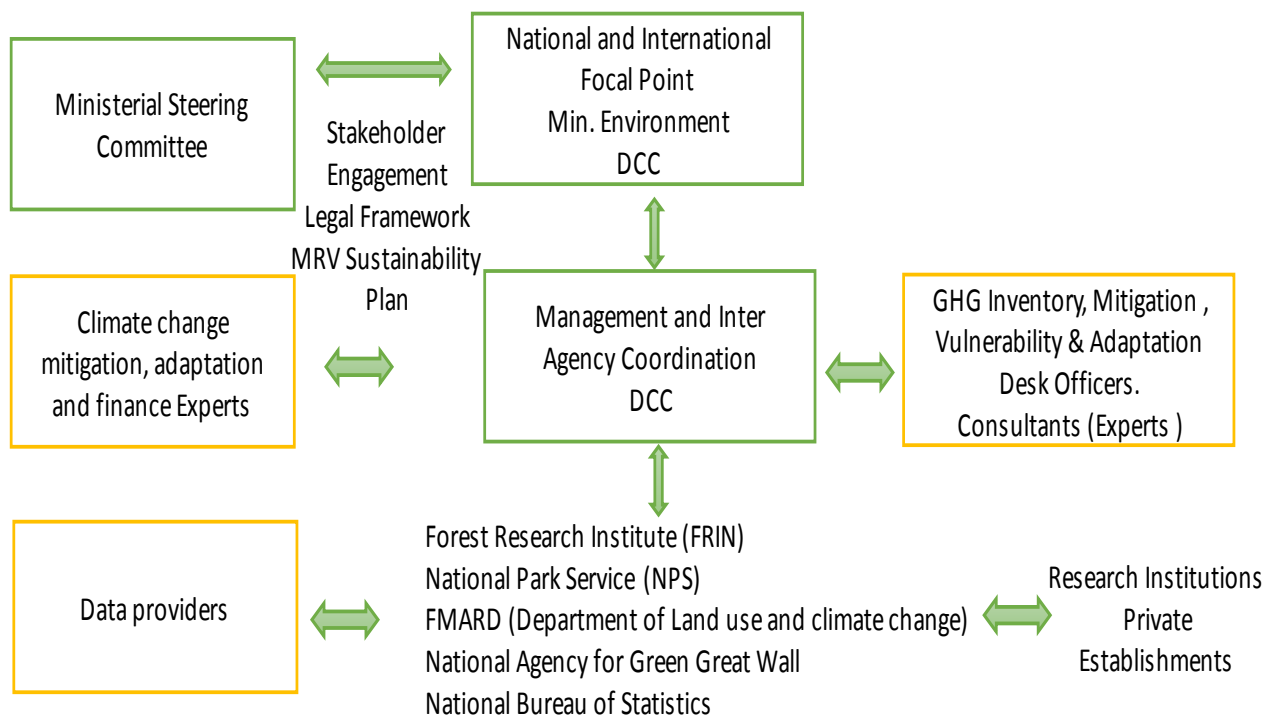 National and International
Focal Point
Min. Environment
DCC
Ministerial Steering
Committee
Stakeholder
Engagement
Legal Framework
MRV Sustainability
Plan
Climate change
mitigation, adaptation
and finance Experts
Management and Inter
Agency Coordination
DCC
GHG Inventory, Mitigation ,
Vulnerability & Adaptation
Desk Officers.
Consultants (Experts )
Data providers
Forest Research Institute (FRIN)
National Park Service (NPS)
FMARD (Department of Land use and climate change)
National Agency for Green Great Wall
National Bureau of Statistics
Research Institutions
Private
Establishments